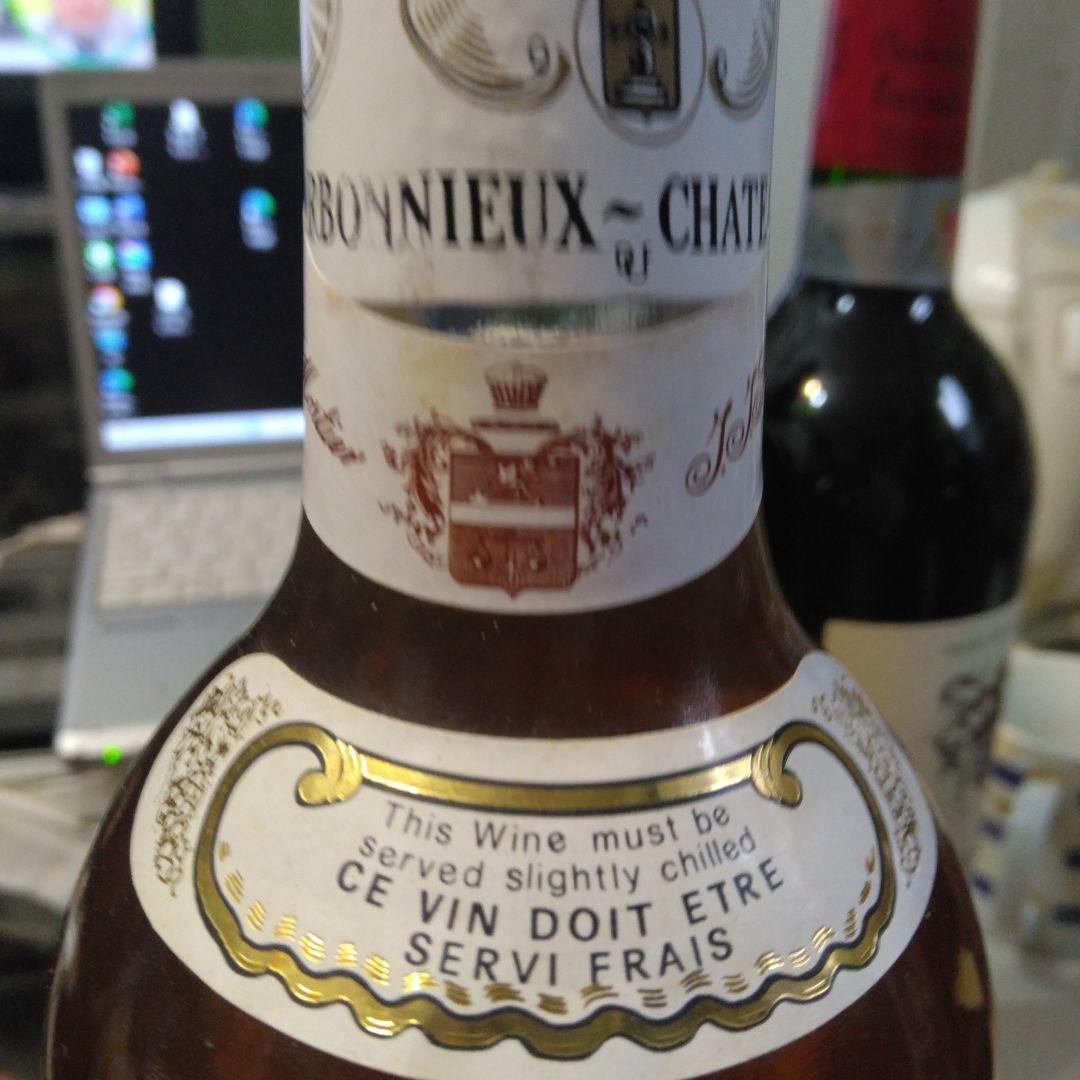 RBONNIEUX ~ CHATE
This Wine must be
served slightly chilled
CE VIN DOIT ETRE
SERVI FRAIS